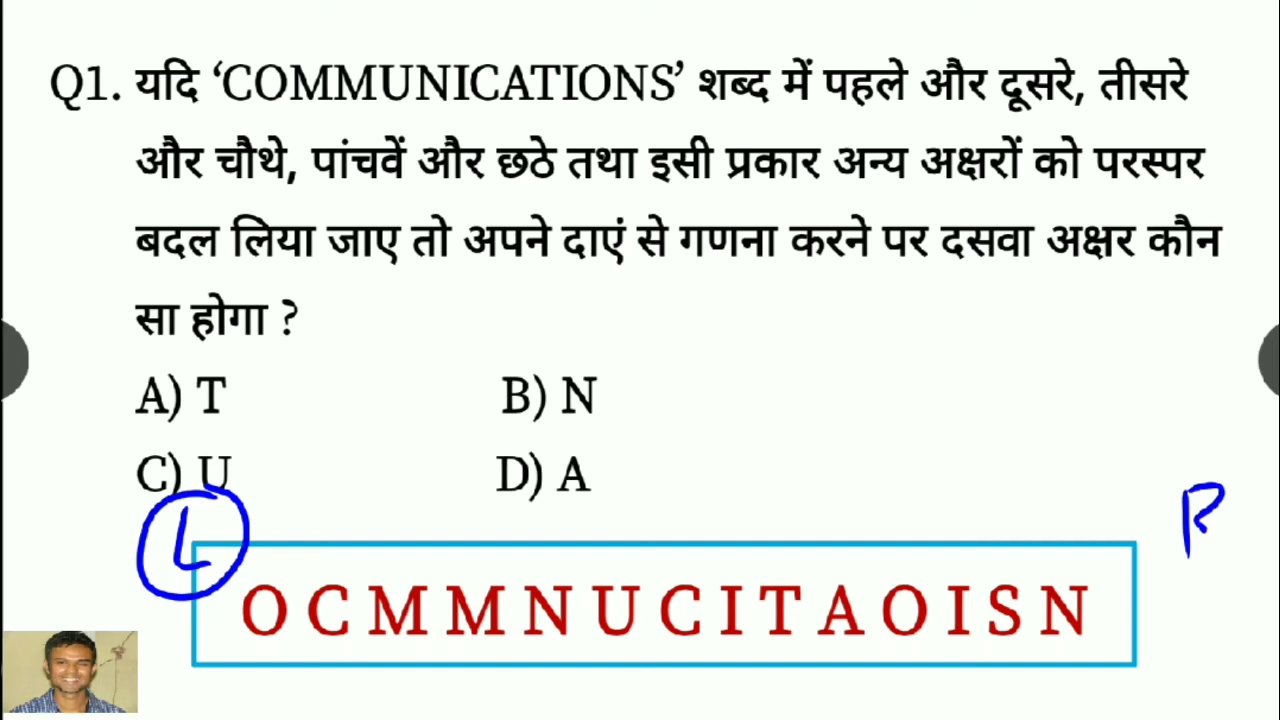 Q1. यदि ‘COMMUNICATIONS’ शब्द में पहले और दूसरे, तीसरे
और चौथे, पांचवें और छठे तथा इसी प्रकार अन्य अक्षरों को परस्पर
बदल लिया जाए तो अपने दाएं से गणना करने पर दसवा अक्षर कौन
सा होगा ?
A) T B) N
C) U D) A
L R
O C M M N U C I T A O I S N